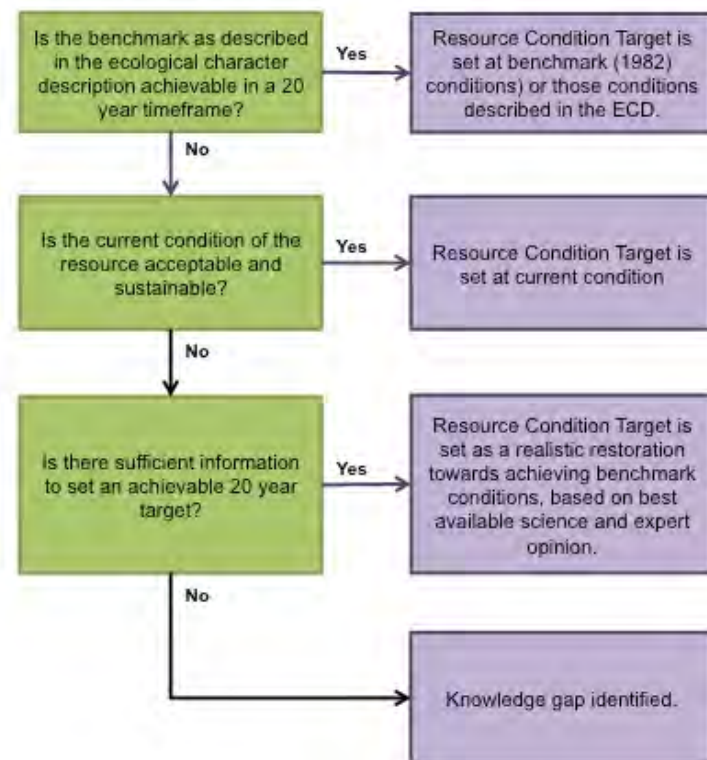 Is the benchmark as described
in the ecological character
description achievable in a 20
year timeframe?
Yes
Resource Condition Target is
set at benchmark (1982)
conditions) or those conditions
described in the ECD.
No
Is the current condition of the
resource acceptable and
sustainable?
Yes
Resource Condition Target is
set at current condition
No
Is there sufficient information
to set an achievable 20 year
target?
Yes
Resource Condition Target is
set as a realistic restoration
towards achieving benchmark
conditions, based on best
available science and expert
opinion.
No
Knowledge gap identified.